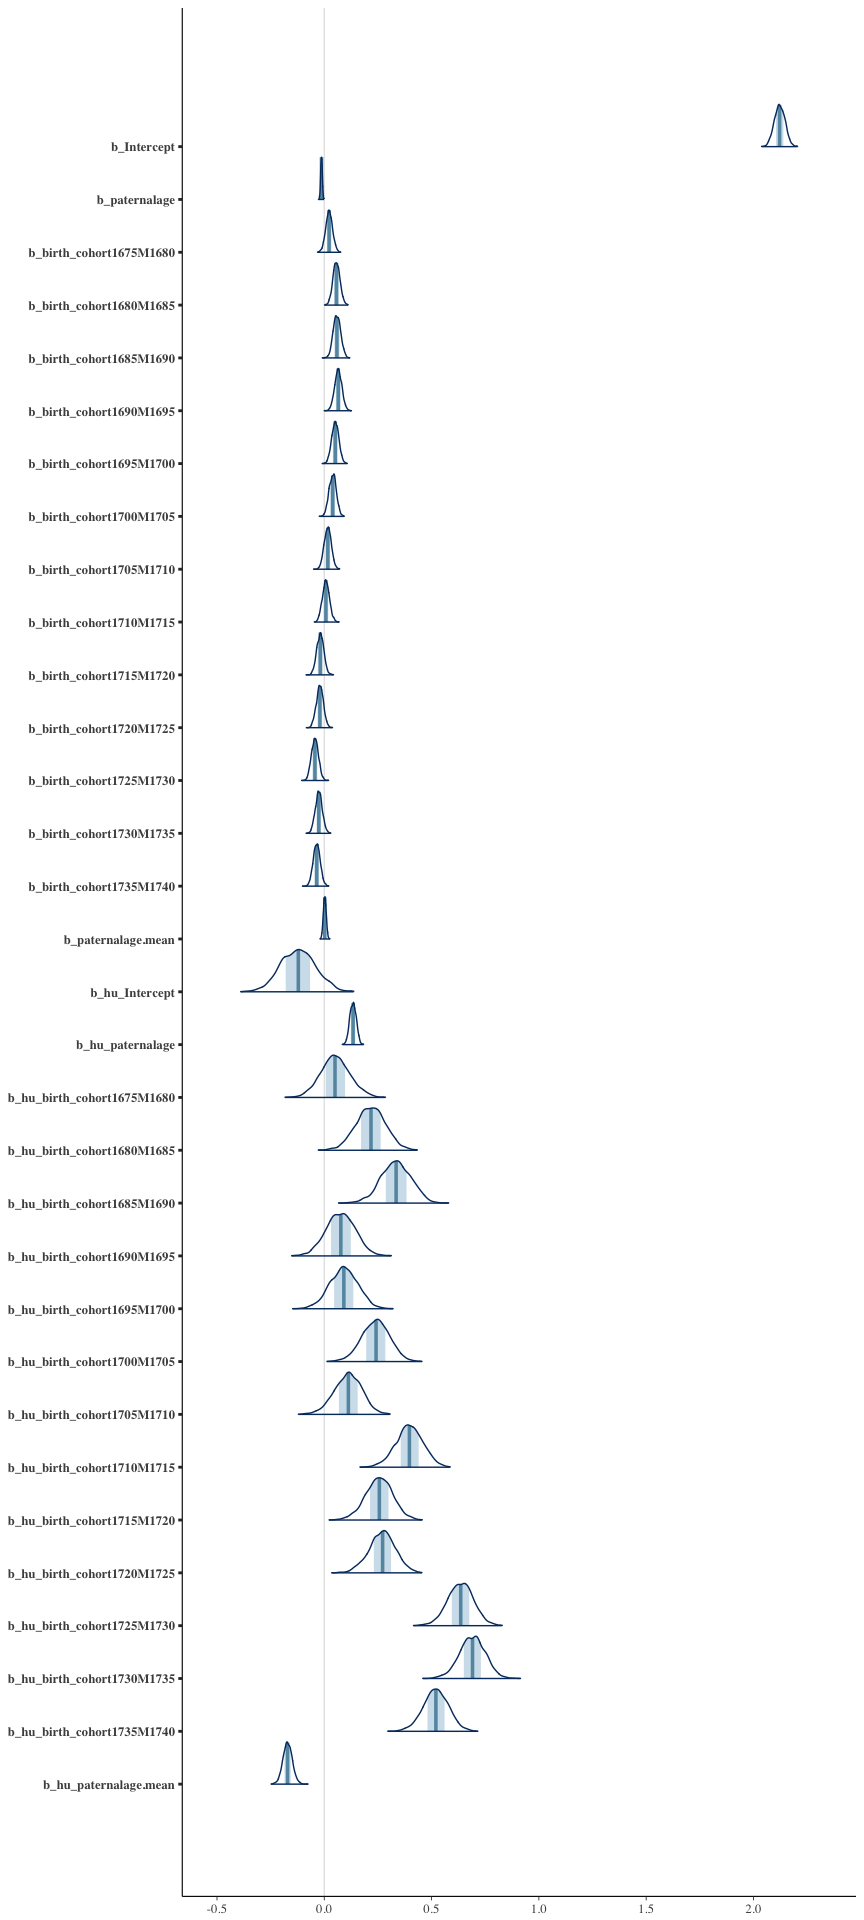 b_Intercept
b_paternalage
b_birth_cohort1675M1680
b_birth_cohort1680M1685
b_birth_cohort1685M1690
b_birth_cohort1690M1695
b_birth_cohort1695M1700
b_birth_cohort1700M1705
b_birth_cohort1705M1710
b_birth_cohort1710M1715
b_birth_cohort1715M1720
b_birth_cohort1720M1725
b_birth_cohort1725M1730
b_birth_cohort1730M1735
b_birth_cohort1735M1740
b_paternalage.mean
b_hu_Intercept
b_hu_paternalage
b_hu_birth_cohort1675M1680
b_hu_birth_cohort1680M1685
b_hu_birth_cohort1685M1690
b_hu_birth_cohort1690M1695
b_hu_birth_cohort1695M1700
b_hu_birth_cohort1700M1705
b_hu_birth_cohort1705M1710
b_hu_birth_cohort1710M1715
b_hu_birth_cohort1715M1720
b_hu_birth_cohort1720M1725
b_hu_birth_cohort1725M1730
b_hu_birth_cohort1730M1735
b_hu_birth_cohort1735M1740
b_hu_paternalage.mean
-0.5 0.0 0.5 1.0 1.5 2.0